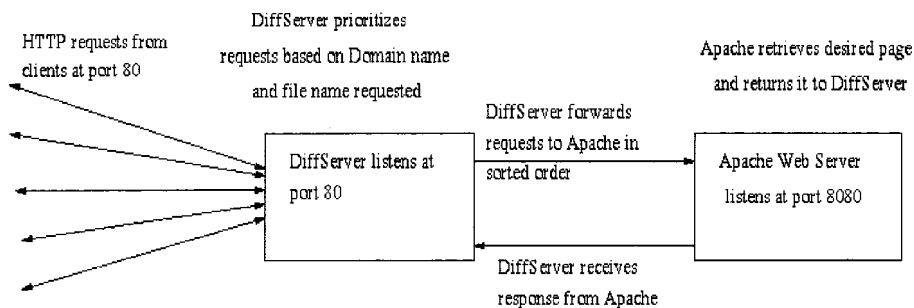 HTTP requests from
clients at port 80
DiffServer prioritizes
requests based on Domain name
and file name requested
Apache retrieves desired page
and returns it to DiffServer
DiffServer listens at
port 80
DiffServer forwards
requests to Apache in
sorted order
Apache Web Server
listens at port 8080
DiffServer receives
response from Apache